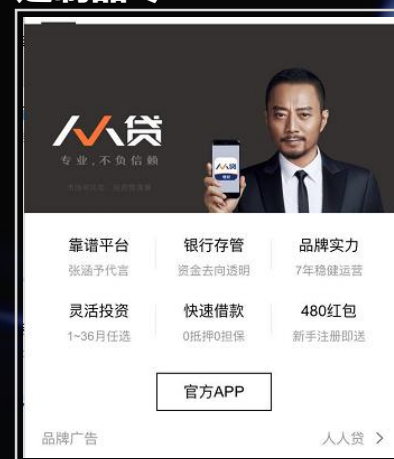 人人贷
专业,不负信赖
靠谱平台 银行存管 品牌实力
张涵予代言 资金去向透明 7年稳健运营
灵活投资 快速借款 480红包
1~36月任选 0抵押0担保 新手注册即送
官方APP
品牌广告 人人贷 >